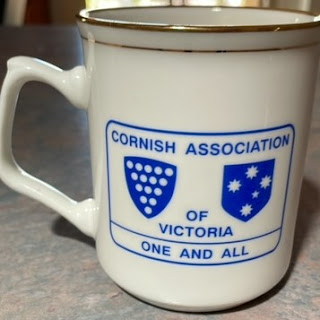 CORNISH ASSOCIATION
OF
VICTORIA
ONE AND ALL